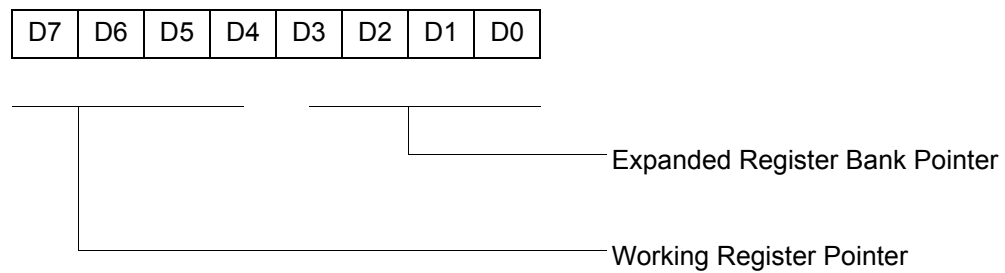 D7 D6 D5 D4 D3 D2 D1 D0
Expanded Register Bank Pointer
Working Register Pointer